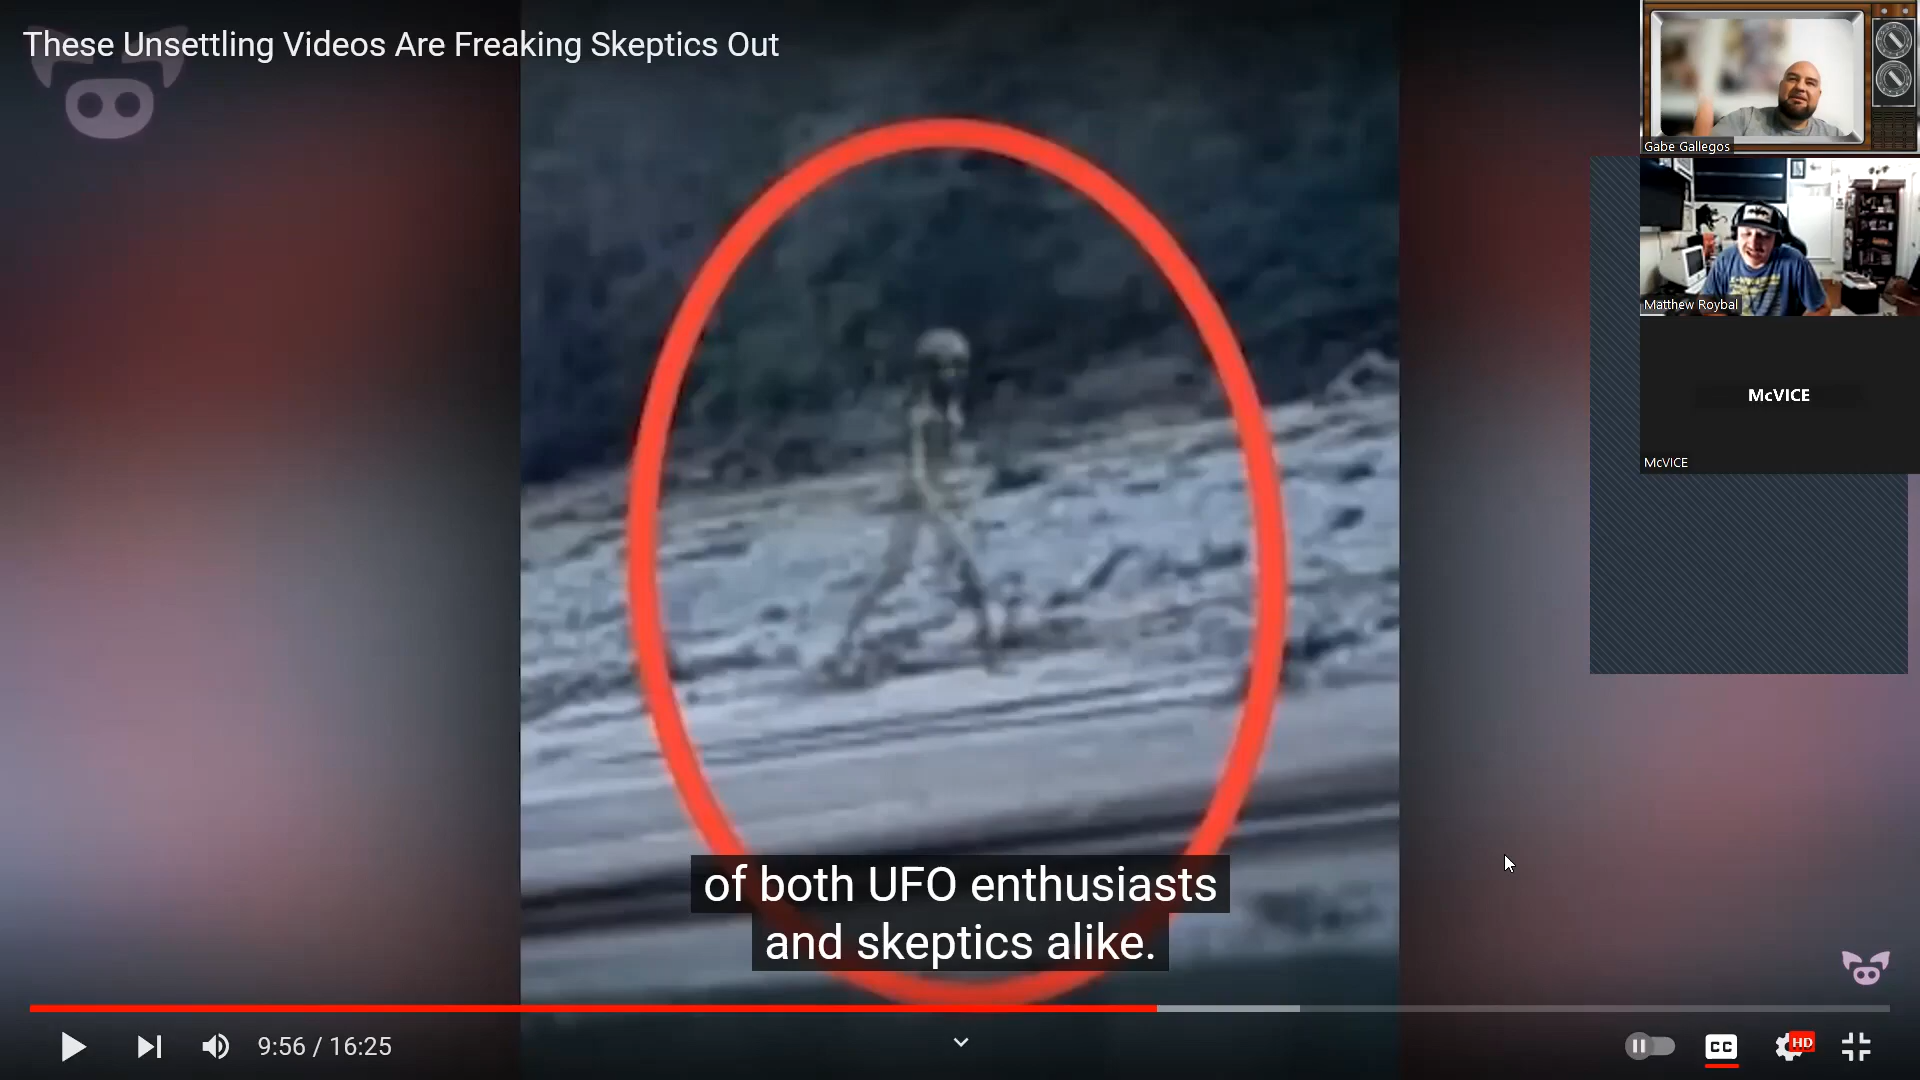 These Unsettling Videos Are Freaking Skeptics Out
Gabe Gallegos
Matthew Roybal
McVICE
McVICE
of both UFO enthusiasts
and skeptics alike.
9:56 / 16:25
CC
HD